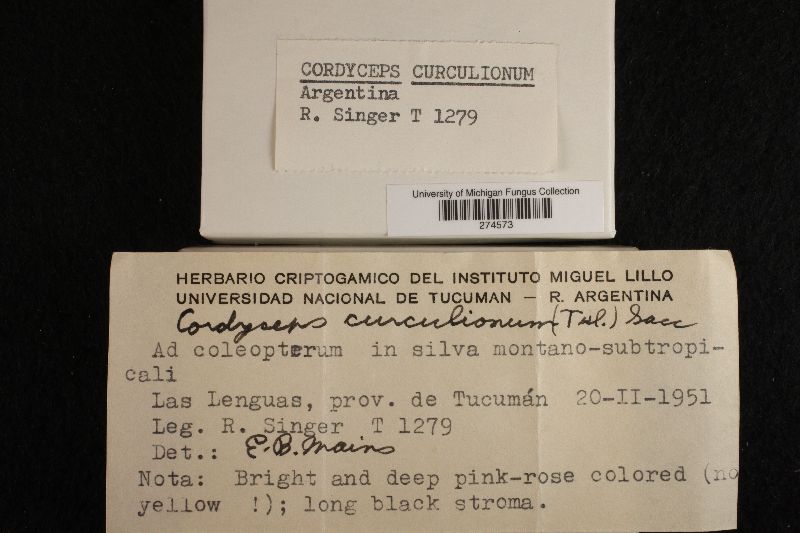 CORDYCEPS CURCULIONUM
Argentina
R. Singer T 1279
University of Michigan Fungus Collection
274573
HERBARIO CRIPTOGAMICO DEL INSTITUTO MIGUEL LILLO
UNIVERSIDAD NACIONAL DE TUCUMAN — R. ARGENTINA
Cordyceps curculionum (Tul.) Sacc
Ad coleopterum in silva montano-subtropi-
cali
Las Lenguas, prov. de Tucumán 20-II-1951
Leg. R. Singer T 1279
Det.: E.B. Mains
Nota: Bright and deep pink-rose colored (no
yellow !); long black stroma.